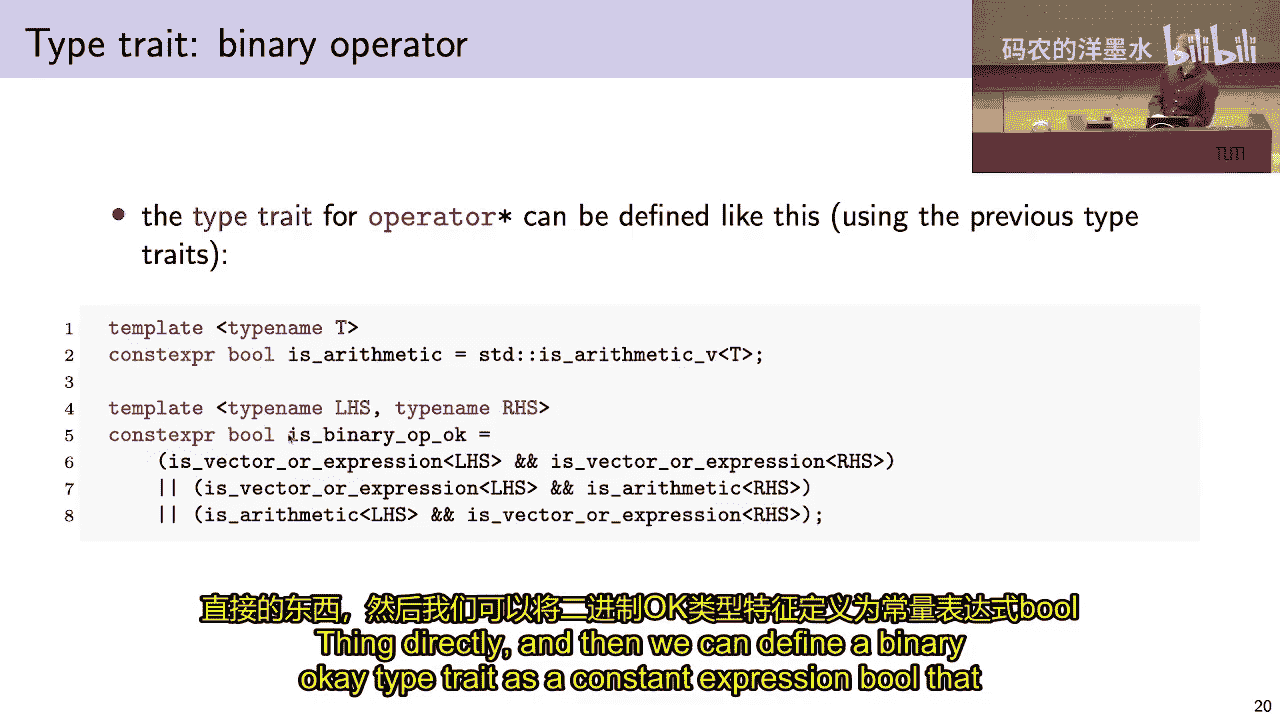 Type trait: binary operator
码农的洋墨水 bilibili
TUM
• the type trait for operator* can be defined like this (using the previous type
traits):
1 template <typename T>
2 constexpr bool is_arithmetic = std::is_arithmetic_v<T>;
3
4 template <typename LHS, typename RHS>
5 constexpr bool is_binary_op_ok =
6 (is_vector_or_expression<LHS> && is_vector_or_expression<RHS>)
7 || (is_vector_or_expression<LHS> && is_arithmetic<RHS>)
8 || (is_arithmetic<LHS> && is_vector_or_expression<RHS>);
直接的东西，然后我们可以将二进制OK类型特征定义为常量表达式bool
Thing directly, and then we can define a binary
okay type trait as a constant expression bool that
20